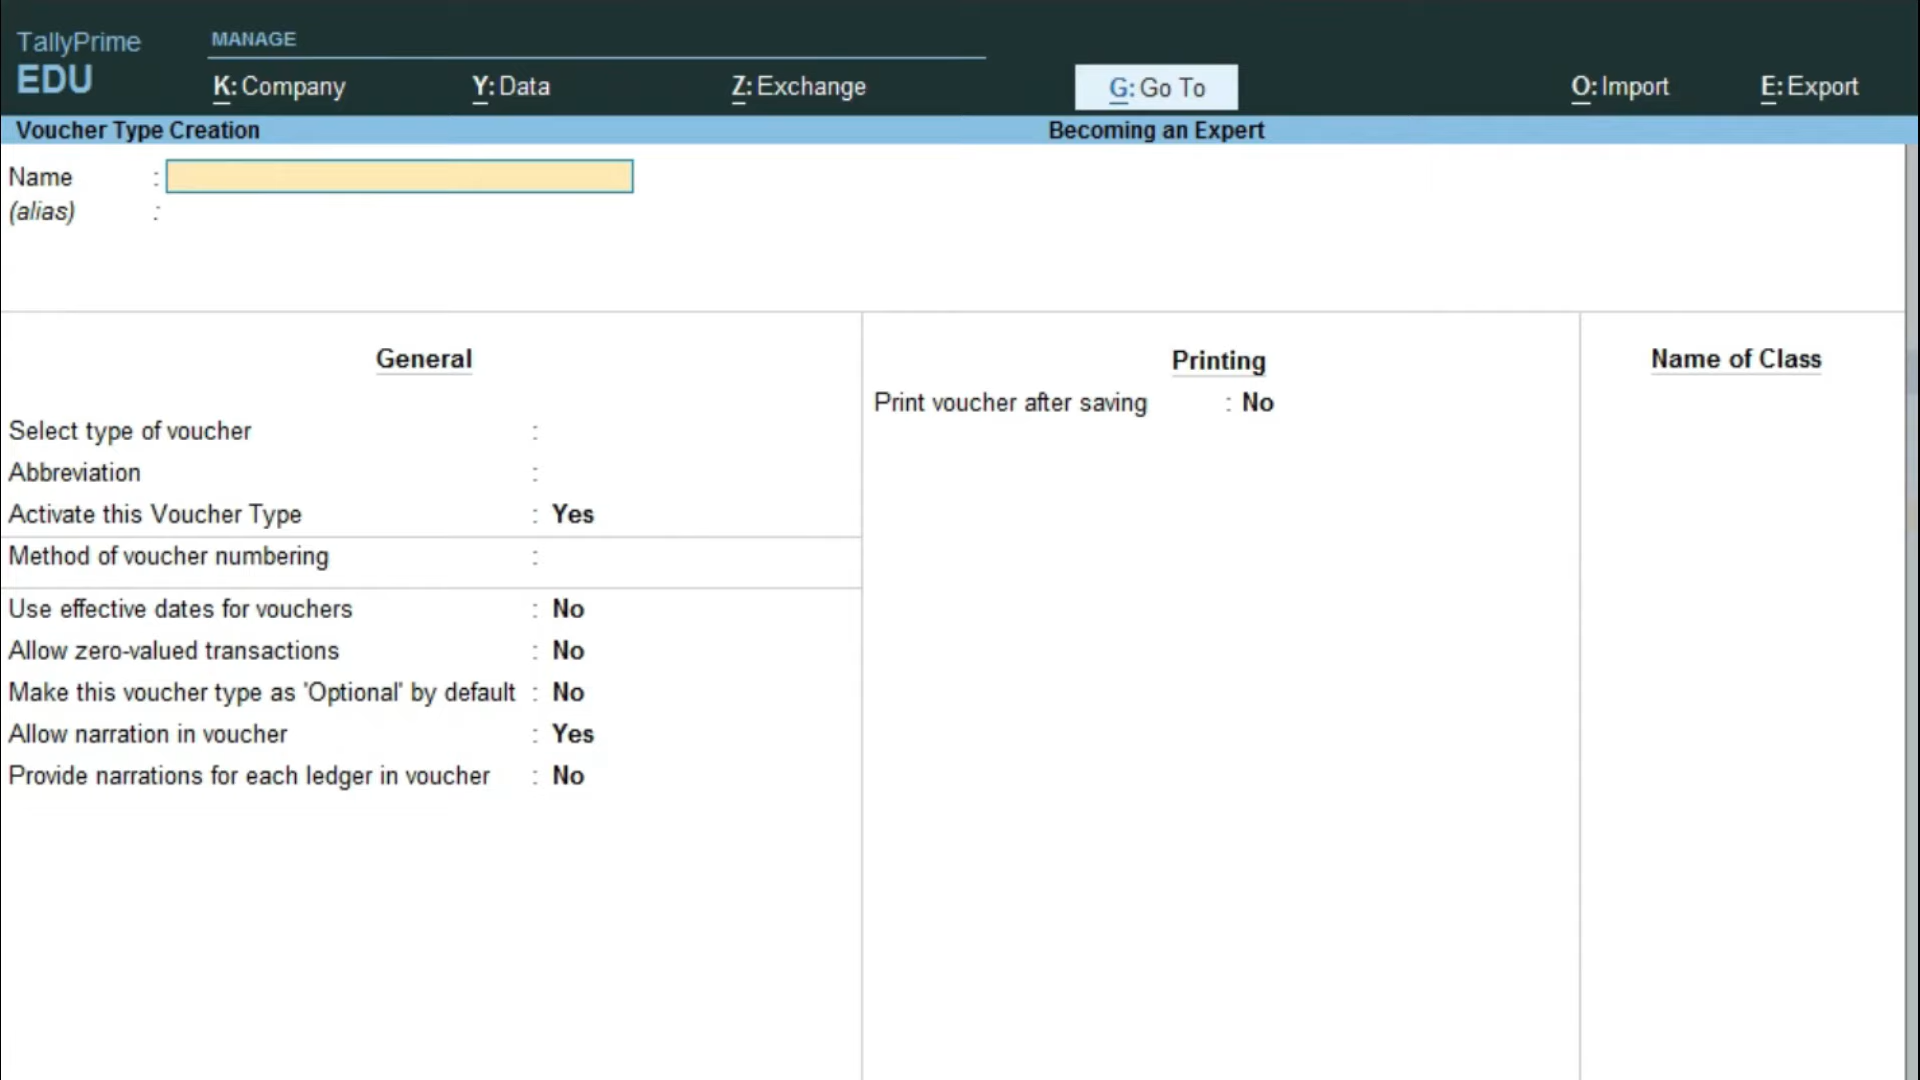 TallyPrime
EDU
MANAGE
K: Company Y: Data Z: Exchange G: Go To O: Import E: Export
Voucher Type Creation Becoming an Expert
Name :
(alias) :
General
Select type of voucher :
Abbreviation :
Activate this Voucher Type : Yes
Method of voucher numbering :
Use effective dates for vouchers : No
Allow zero-valued transactions : No
Make this voucher type as 'Optional' by default : No
Allow narration in voucher : Yes
Provide narrations for each ledger in voucher : No
Printing
Print voucher after saving : No
Name of Class